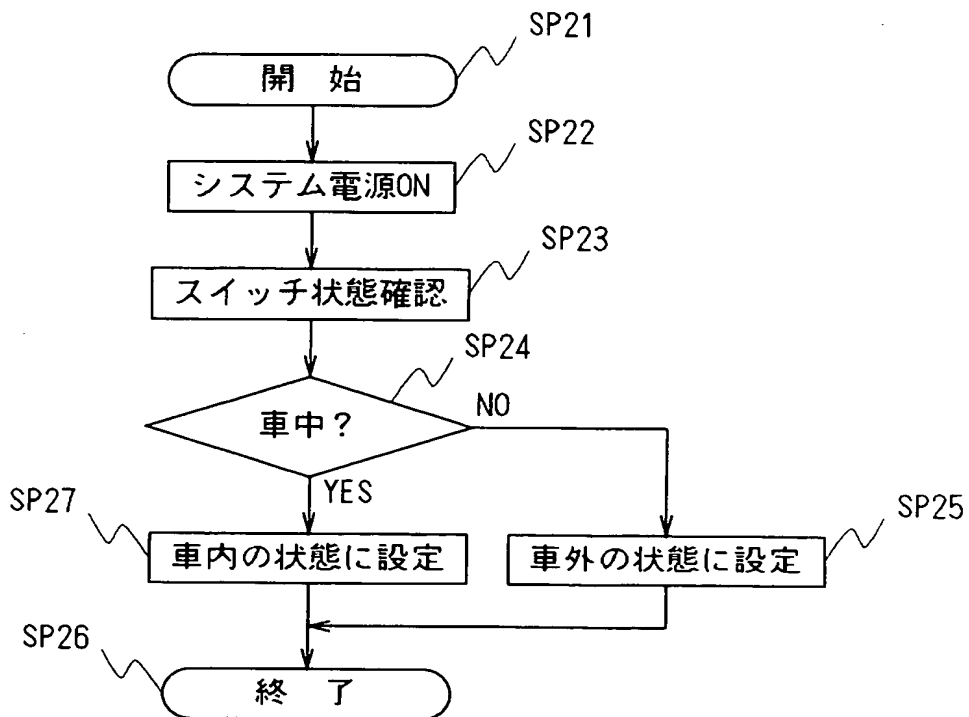 SP21
開 始
SP22
システム電源ON
SP23
スイッチ状態確認
SP24
車中?
NO
YES
SP27
車内の状態に設定
SP25
車外の状態に設定
SP26
終 了